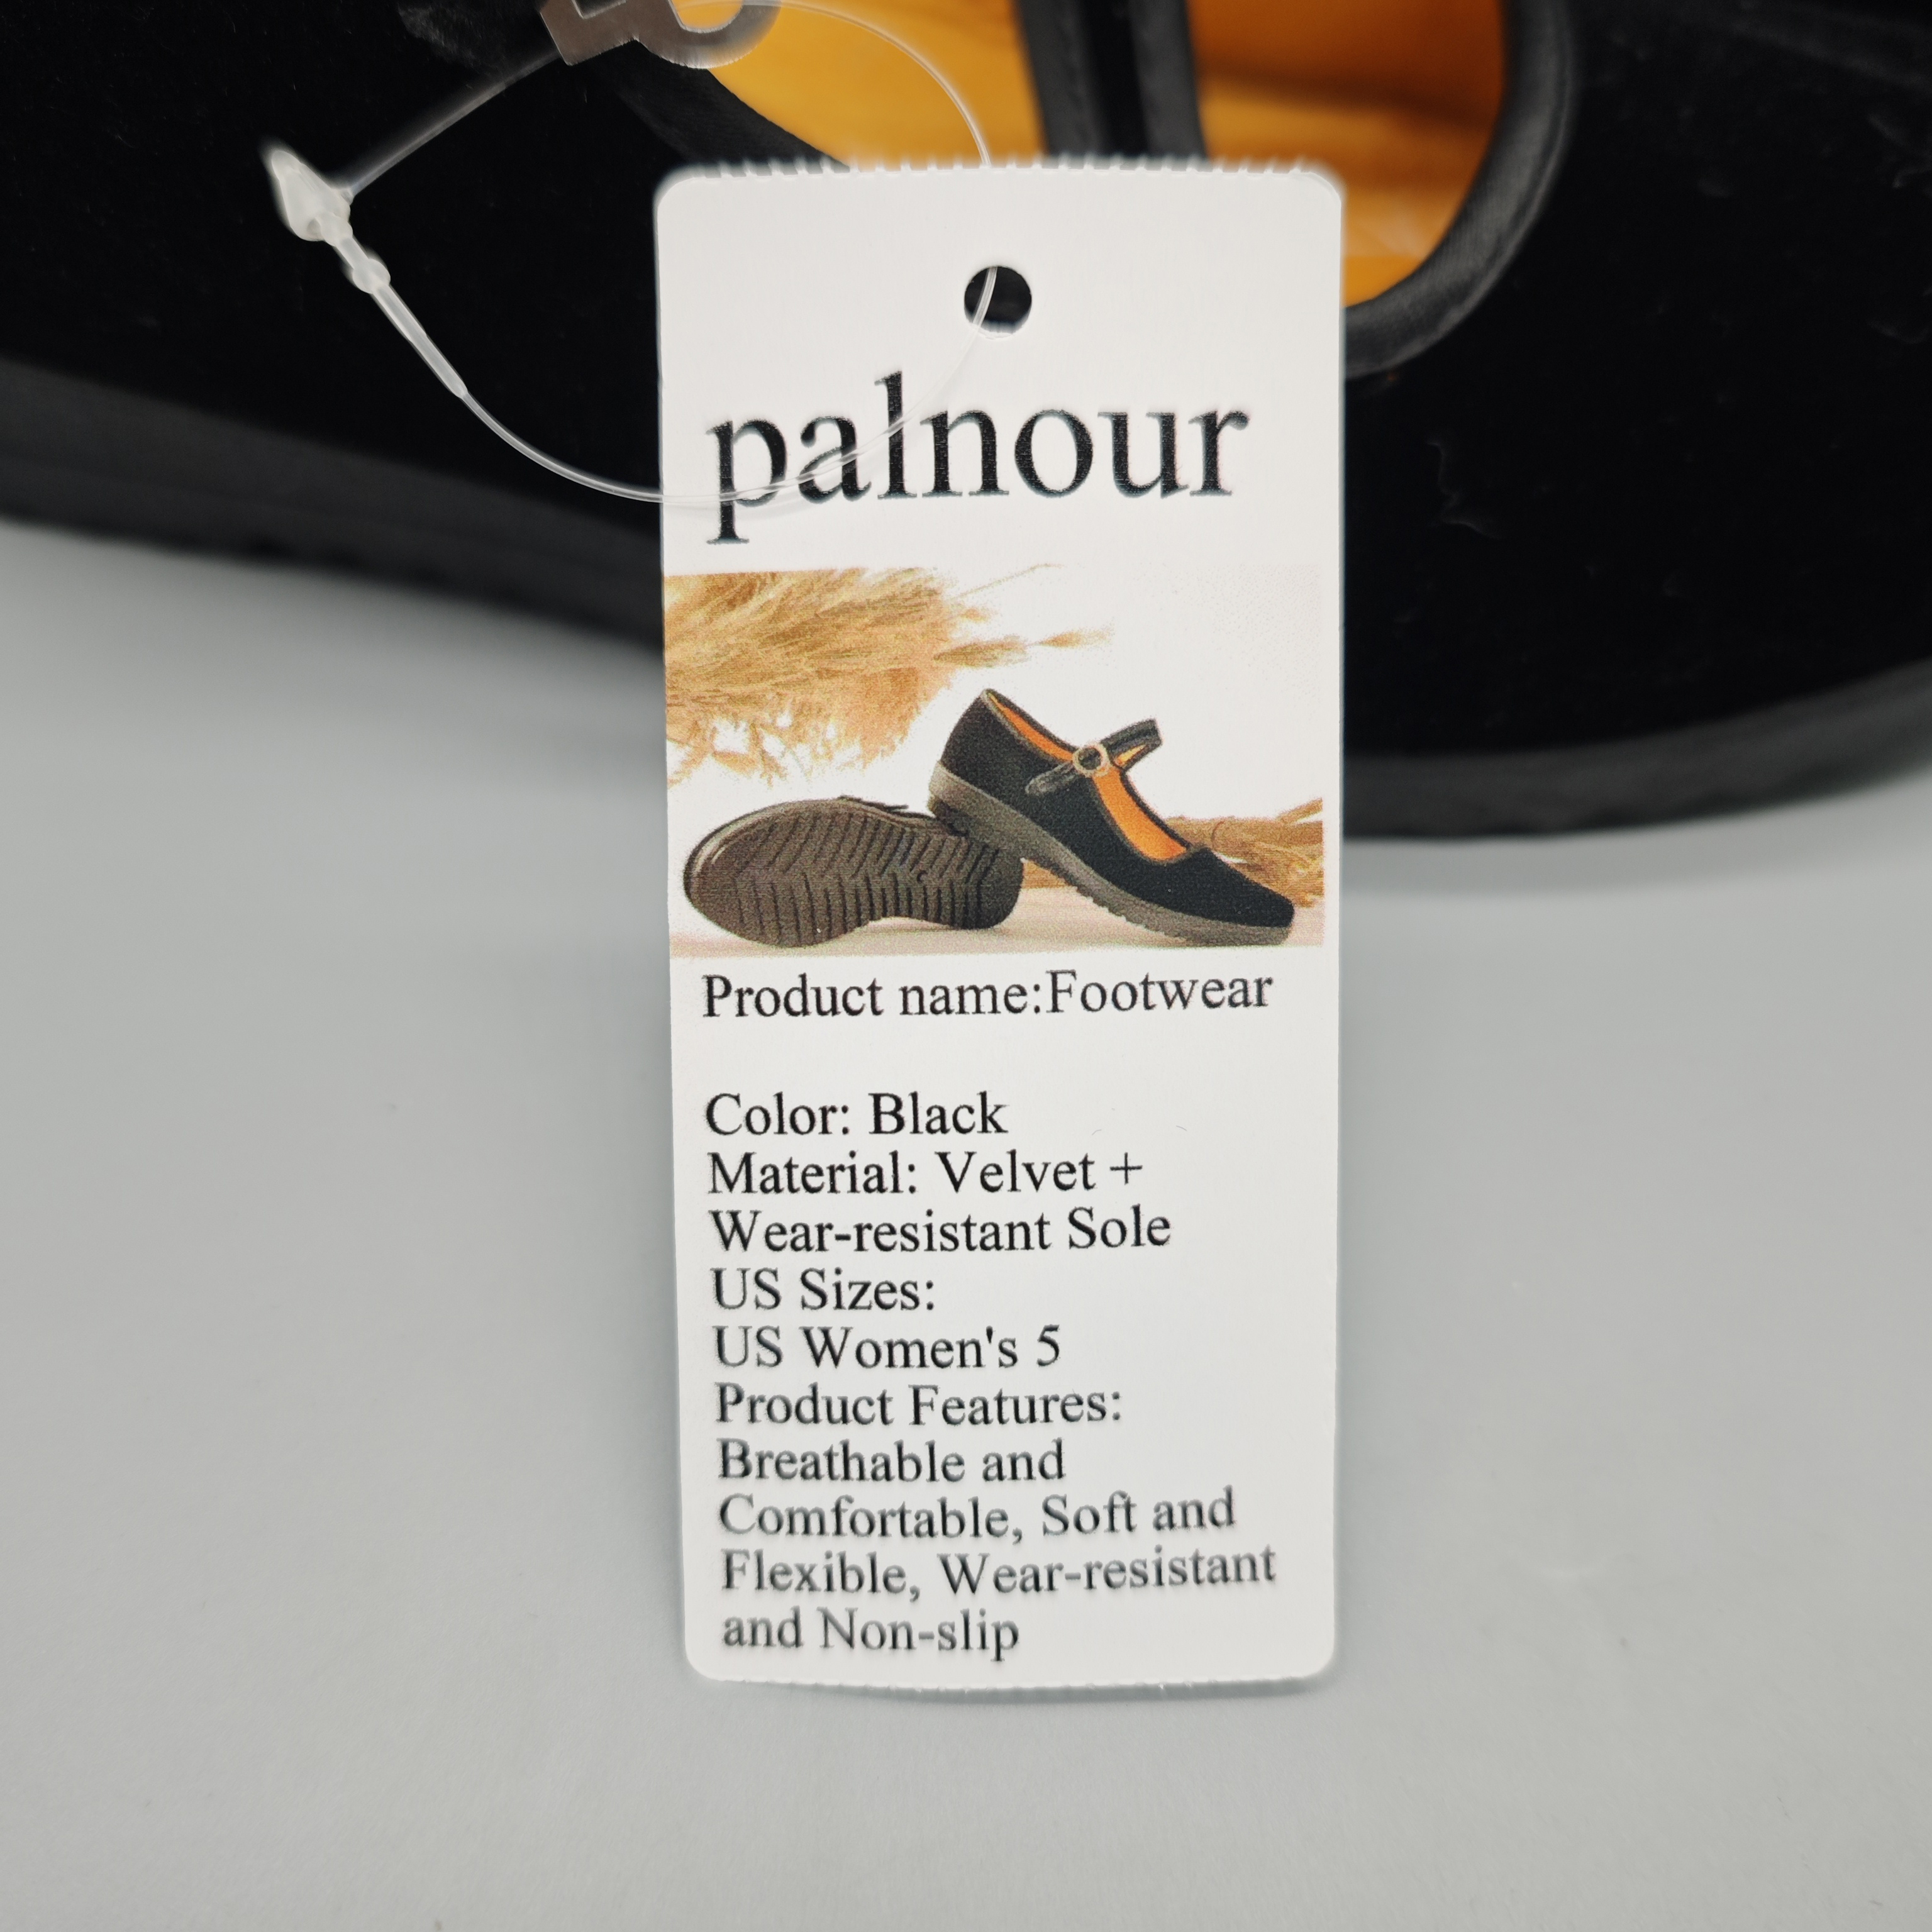 palnour
Product name:Footwear
Color: Black
Material: Velvet +
Wear-resistant Sole
US Sizes:
US Women's 5
Product Features:
Breathable and
Comfortable, Soft and
Flexible, Wear-resistant
and Non-slip